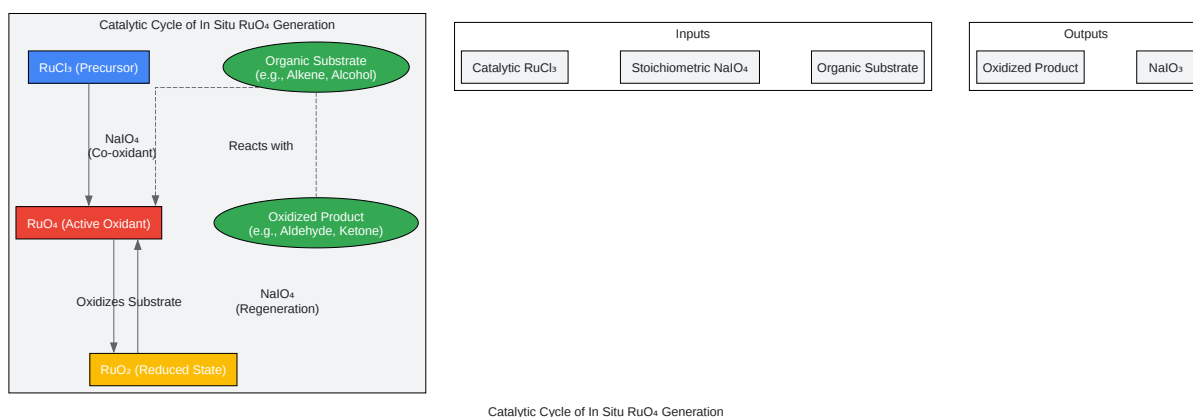 Catalytic Cycle of In Situ RuO₄ Generation
RuCl₃ (Precursor)
Organic Substrate
(e.g., Alkene, Alcohol)
NaIO₄
(Co-oxidant)
Reacts with
RuO₄ (Active Oxidant)
Oxidized Product
(e.g., Aldehyde, Ketone)
Oxidizes Substrate
NaIO₄
(Regeneration)
RuO₂ (Reduced State)
Inputs
Catalytic RuCl₃
Stoichiometric NaIO₄
Organic Substrate
Outputs
Oxidized Product
NaIO₃
Catalytic Cycle of In Situ RuO₄ Generation